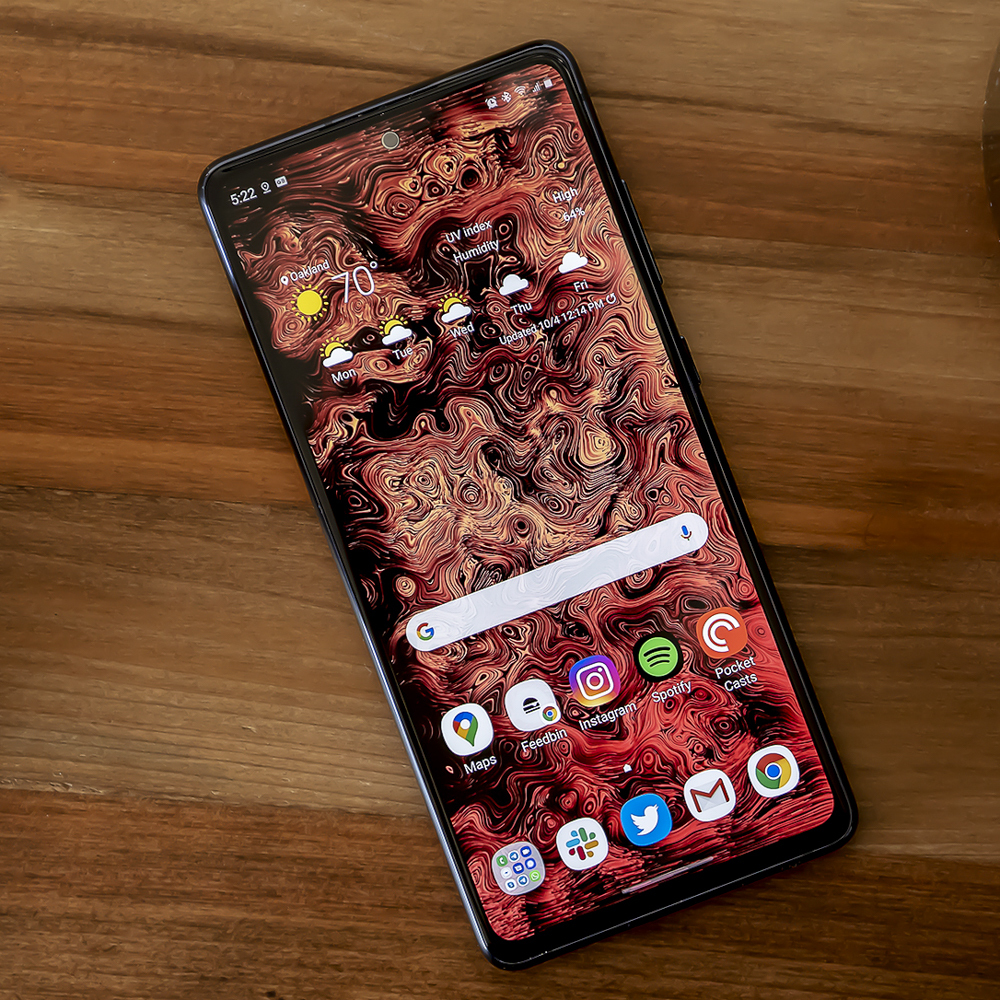 5:22
Oakland
70°
UV index
High
Humidity
64%
Mon
Tue
Wed
Thu
Fri
Updated 10/4 12:14 PM
G
Maps
Feedbin
Instagram
Spotify
Pocket
Casts